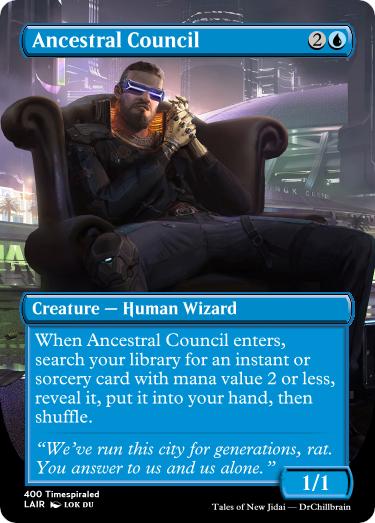 Ancestral Council 2
Creature — Human Wizard
When Ancestral Council enters,
search your library for an instant or
sorcery card with mana value 2 or less,
reveal it, put it into your hand, then
shuffle.
“We’ve run this city for generations, rat.
You answer to us and us alone.”
1/1
400 Timespiraled
LAIR LOK DU
Tales of New Jidai — DrChillbrain